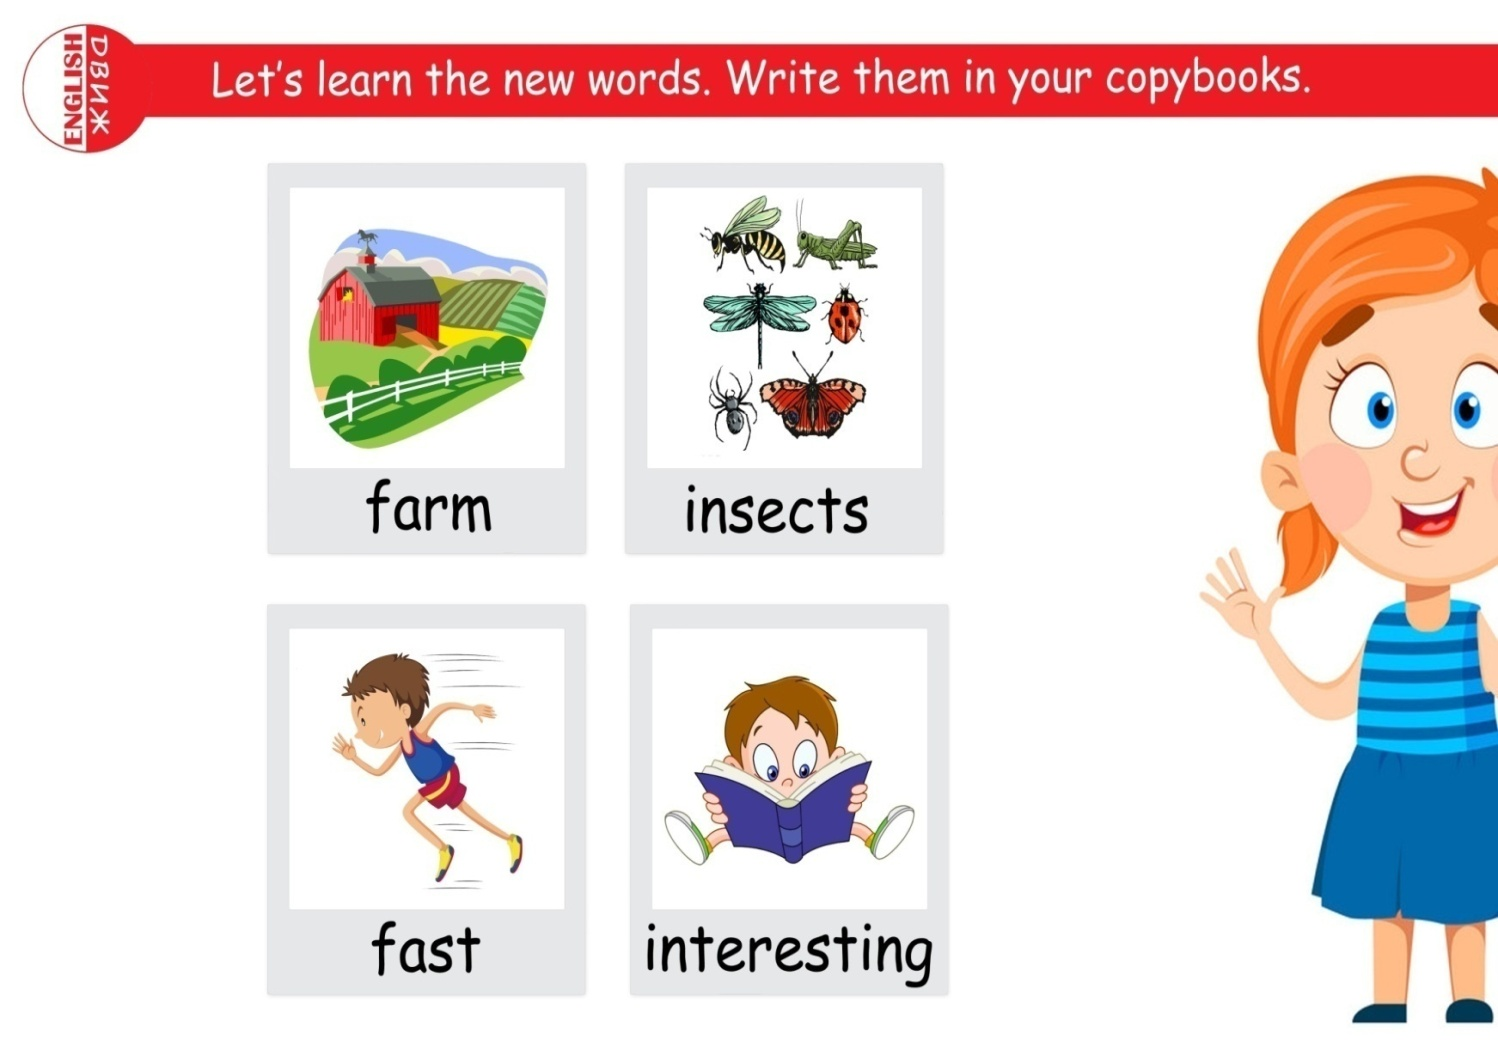 ENGLISH
ДВИЖ
Let's learn the new words. Write them in your copybooks.
farm
insects
fast
interesting